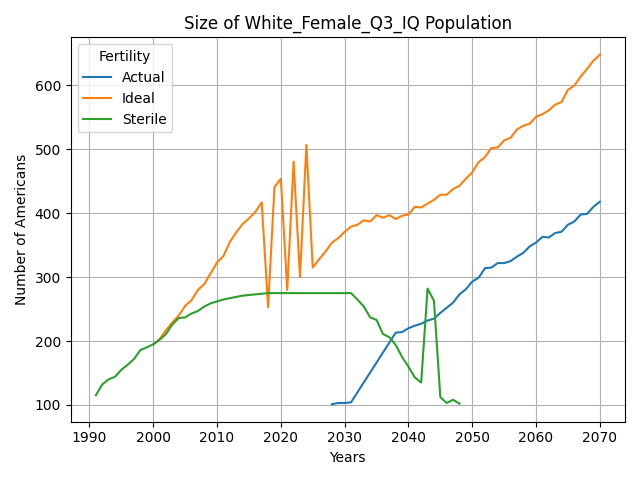 Size of White_Female_Q3_IQ Population
Fertility
Actual
Ideal
Sterile
Number of Americans
600
500
400
300
200
100
1990 2000 2010 2020 2030 2040 2050 2060 2070
Years